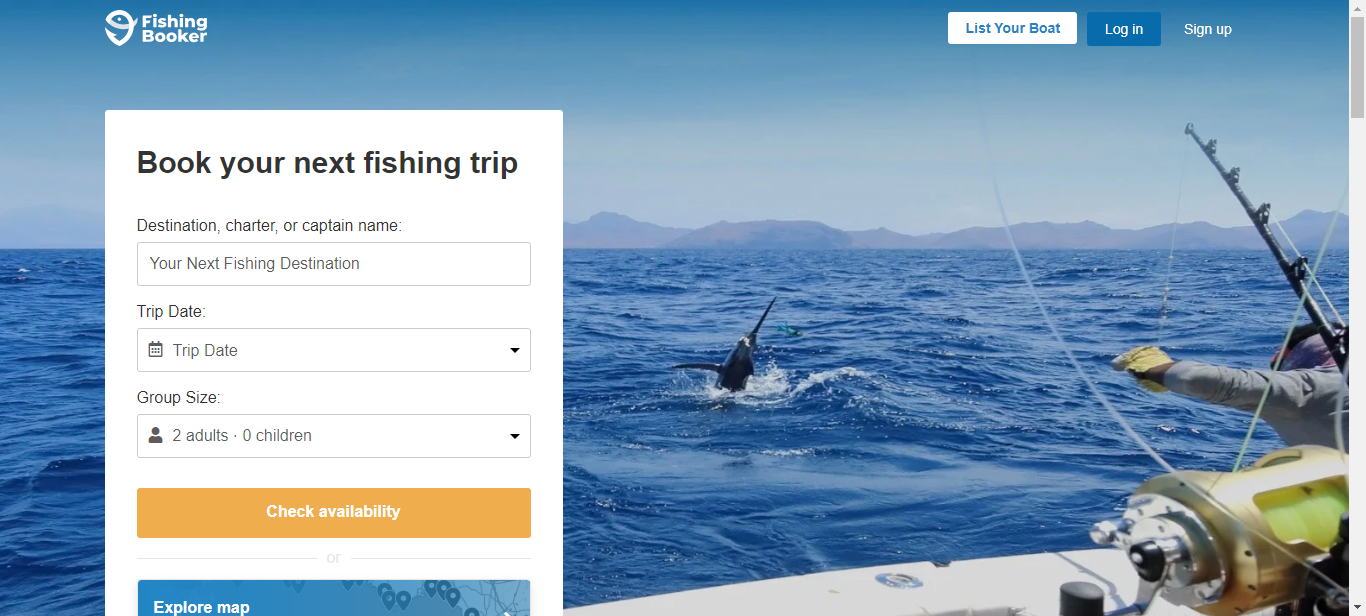 Fishing
Booker
List Your Boat
Log in
Sign up
Book your next fishing trip
Destination, charter, or captain name:
Your Next Fishing Destination
Trip Date:
Trip Date
Group Size:
2 adults · 0 children
Check availability
or
Explore map